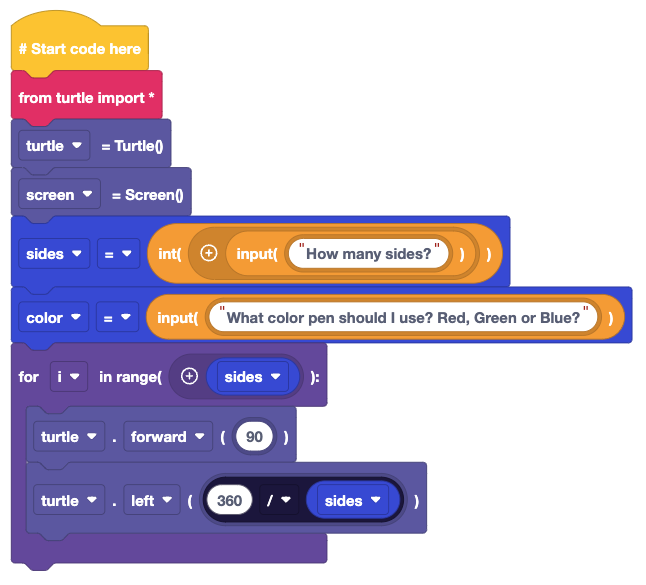 # Start code here
from turtle import *
turtle = Turtle()
screen = Screen()
sides = int( input( "How many sides?" ) )
color = input( "What color pen should I use? Red, Green or Blue?" )
for i in range( sides ):
turtle . forward ( 90 )
turtle . left ( 360 / sides )